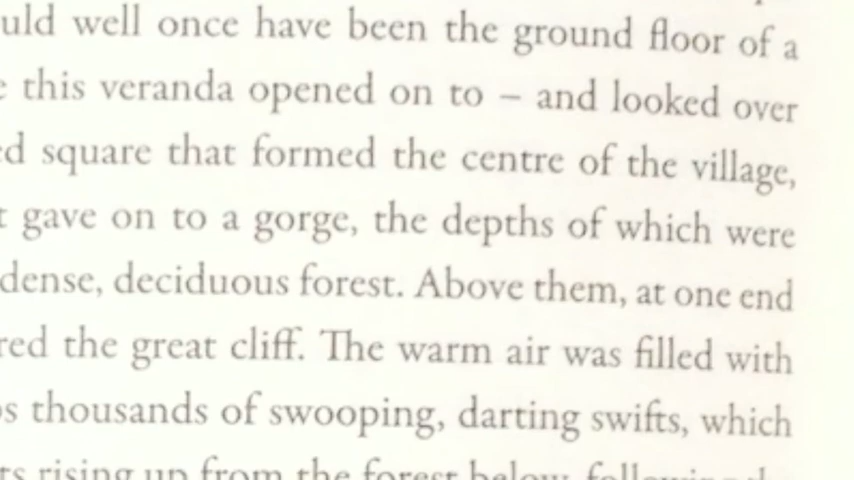 well once have been the ground floor of a
this veranda opened on to – and looked over
square that formed the centre of the village,
gave on to a gorge, the depths of which were
dense, deciduous forest. Above them, at one end
the great cliff. The warm air was filled with
thousands of swooping, darting swifts, which
rising up from the forest below, following the